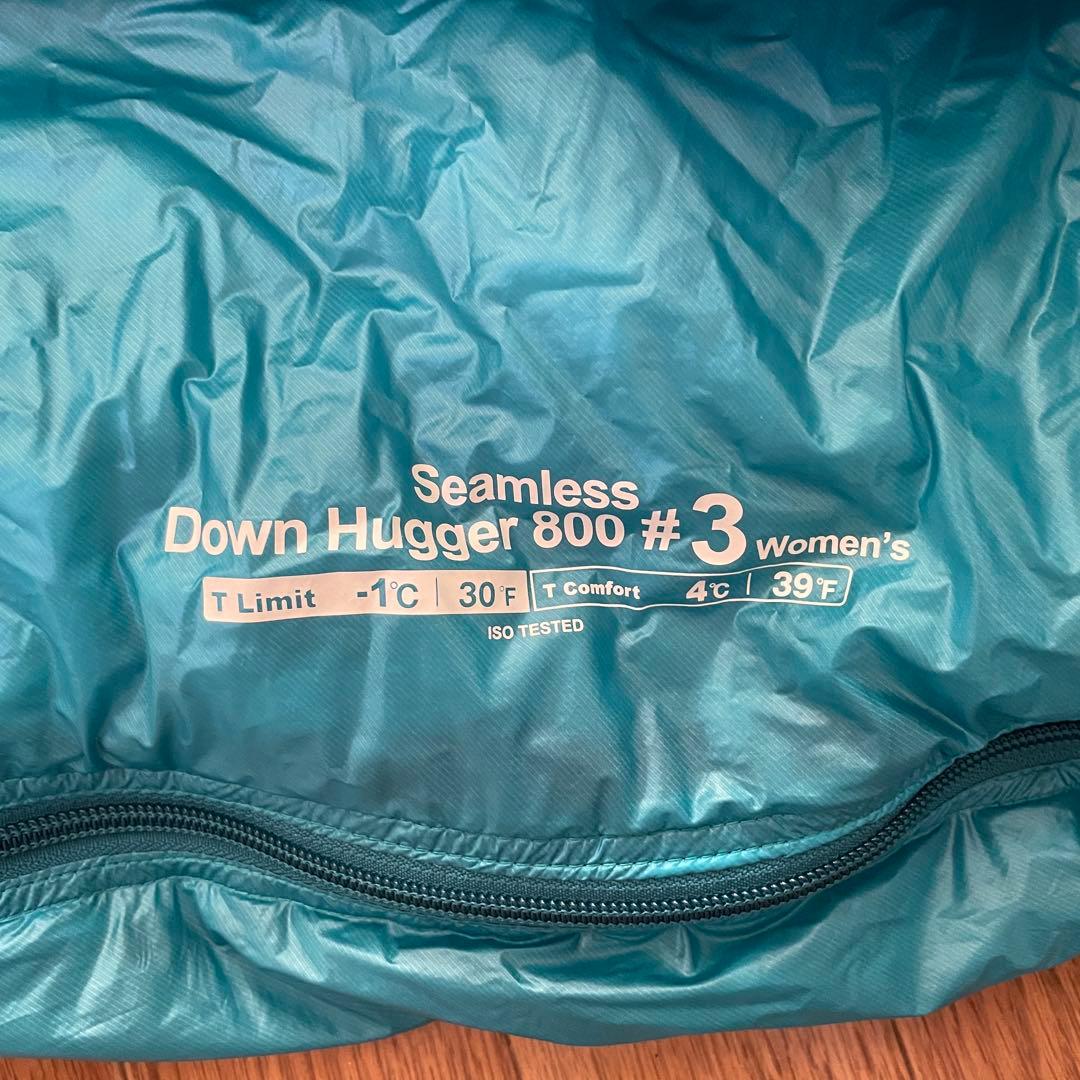 Seamless
Down Hugger 800 #3 Women's
T Limit -1℃ | 30℉ T Comfort 4℃ | 39℉
ISO TESTED